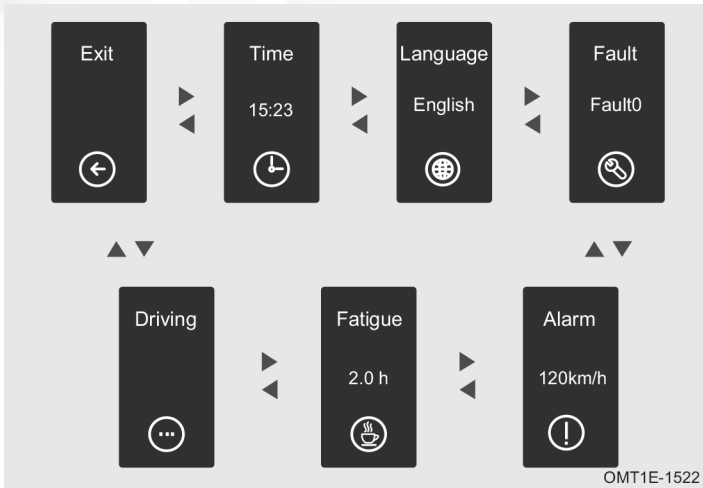 Exit
Time
15:23
Language
English
Fault
Fault0
Driving
Fatigue
2.0 h
Alarm
120km/h
OMT1E-1522